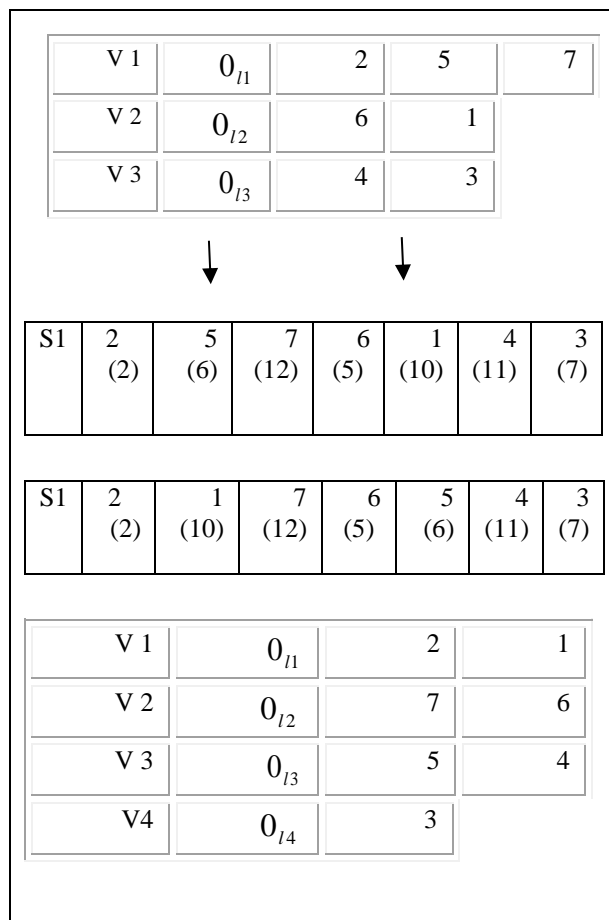 V 1 0l1 2 5 7
V 2 0l2 6 1
V 3 0l3 4 3
S1 2 5 7 6 1 4 3
(2) (6) (12) (5) (10) (11) (7)
S1 2 1 7 6 5 4 3
(2) (10) (12) (5) (6) (11) (7)
V 1 0l1 2 1
V 2 0l2 7 6
V 3 0l3 5 4
V4 0l4 3